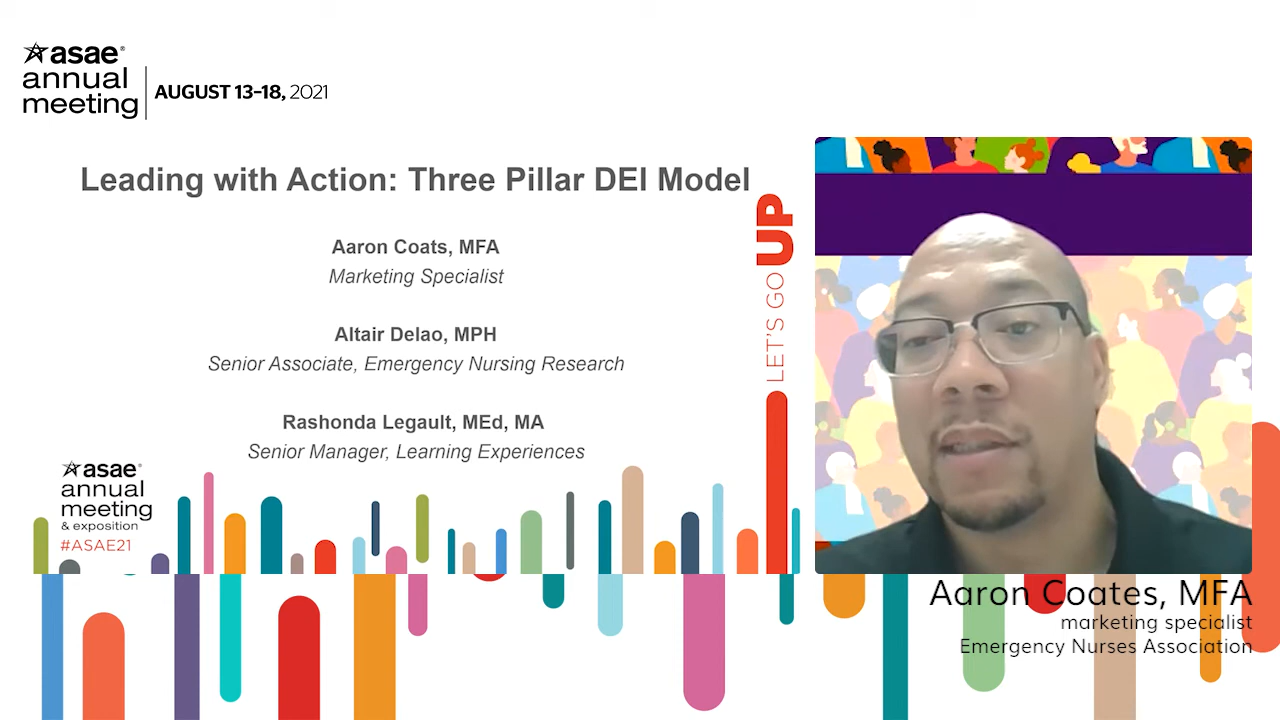 asae®
annual
meeting
AUGUST 13-18, 2021
Leading with Action: Three Pillar DEI Model
Aaron Coats, MFA
Marketing Specialist
Altair Delao, MPH
Senior Associate, Emergency Nursing Research
Rashonda Legault, MEd, MA
Senior Manager, Learning Experiences
LET'S GO UP
asae®
annual
meeting
& exposition
#ASAE21
Aaron Coates, MFA
marketing specialist
Emergency Nurses Association